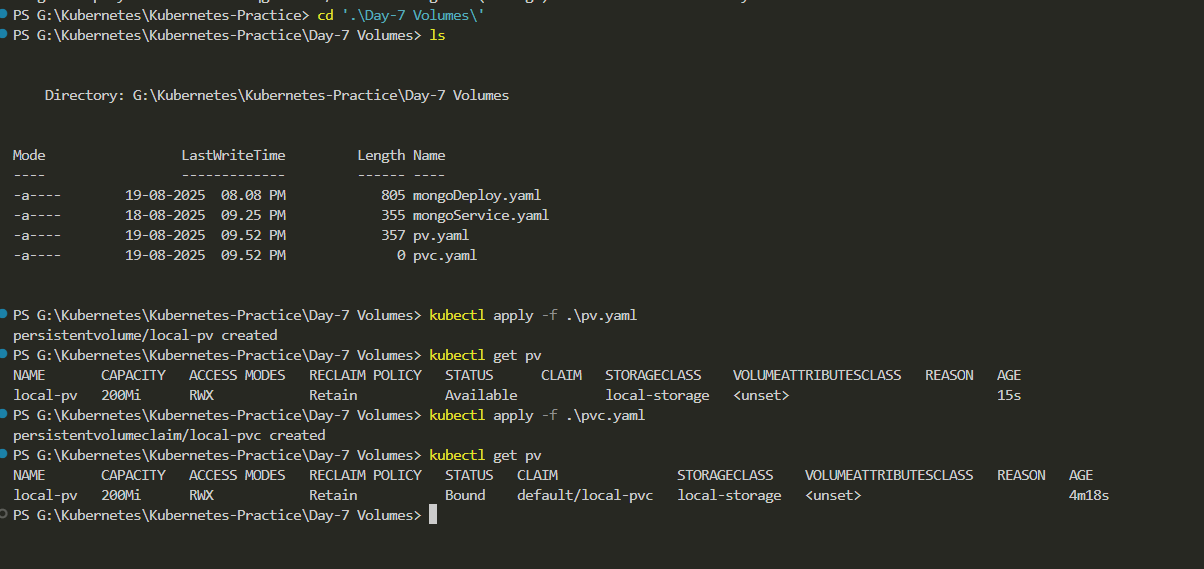 PS G:\Kubernetes\Kubernetes-Practice> cd '.\Day-7 Volumes\'
PS G:\Kubernetes\Kubernetes-Practice\Day-7 Volumes> ls
Directory: G:\Kubernetes\Kubernetes-Practice\Day-7 Volumes
Mode LastWriteTime Length Name
---- ------------- ------ ----
-a---- 19-08-2025 08.08 PM 805 mongoDeploy.yaml
-a---- 18-08-2025 09.25 PM 355 mongoService.yaml
-a---- 19-08-2025 09.52 PM 357 pv.yaml
-a---- 19-08-2025 09.52 PM 0 pvc.yaml
PS G:\Kubernetes\Kubernetes-Practice\Day-7 Volumes> kubectl apply -f .\pv.yaml
persistentvolume/local-pv created
PS G:\Kubernetes\Kubernetes-Practice\Day-7 Volumes> kubectl get pv
NAME CAPACITY ACCESS MODES RECLAIM POLICY STATUS CLAIM STORAGECLASS VOLUMEATTRIBUTESCLASS REASON AGE
local-pv 200Mi RWX Retain Available local-storage <unset> 15s
PS G:\Kubernetes\Kubernetes-Practice\Day-7 Volumes> kubectl apply -f .\pvc.yaml
persistentvolumeclaim/local-pvc created
PS G:\Kubernetes\Kubernetes-Practice\Day-7 Volumes> kubectl get pv
NAME CAPACITY ACCESS MODES RECLAIM POLICY STATUS CLAIM STORAGECLASS VOLUMEATTRIBUTESCLASS REASON AGE
local-pv 200Mi RWX Retain Bound default/local-pvc local-storage <unset> 4m18s
PS G:\Kubernetes\Kubernetes-Practice\Day-7 Volumes>